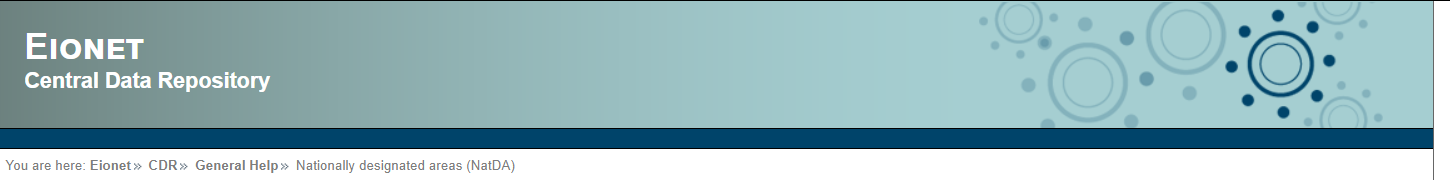 EIONET
Central Data Repository
You are here: Eionet» CDR» General Help» Nationally designated areas (NatDA)